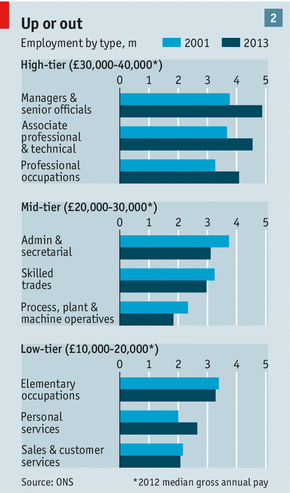 Up or out
2
Employment by type, m
2001
2013
High-tier (£30,000-40,000*)
0 1 2 3 4 5
Managers &
senior officials
Associate
professional
& technical
Professional
occupations
Mid-tier (£20,000-30,000*)
0 1 2 3 4 5
Admin &
secretarial
Skilled
trades
Process, plant &
machine operatives
Low-tier (£10,000-20,000*)
0 1 2 3 4 5
Elementary
occupations
Personal
services
Sales & customer
services
Source: ONS
*2012 median gross annual pay